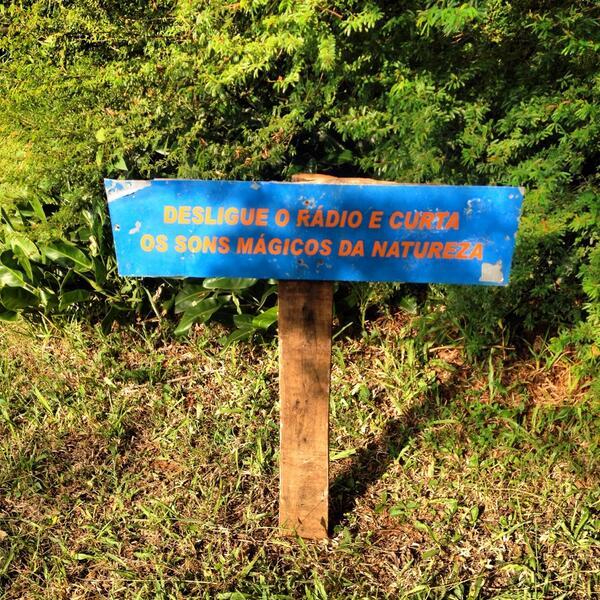 DESLIGUE O RÁDIO E CURTA
OS SONS MÁGICOS DA NATUREZA